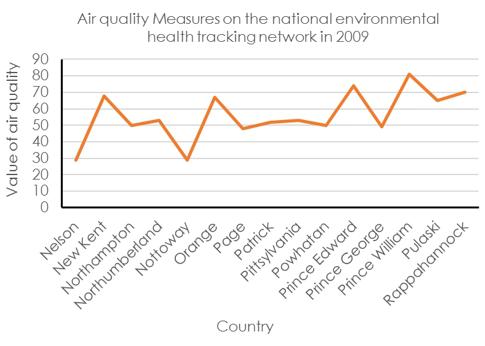 Air quality Measures on the national environmental
health tracking network in 2009
Value of air quality
90
80
70
60
50
40
30
20
10
0
Nelson
New Kent
Northampton
Northumberland
Nottoway
Orange
Page
Patrick
Pittsylvania
Powhatan
Prince Edward
Prince George
Prince William
Pulaski
Rappahannock
Country